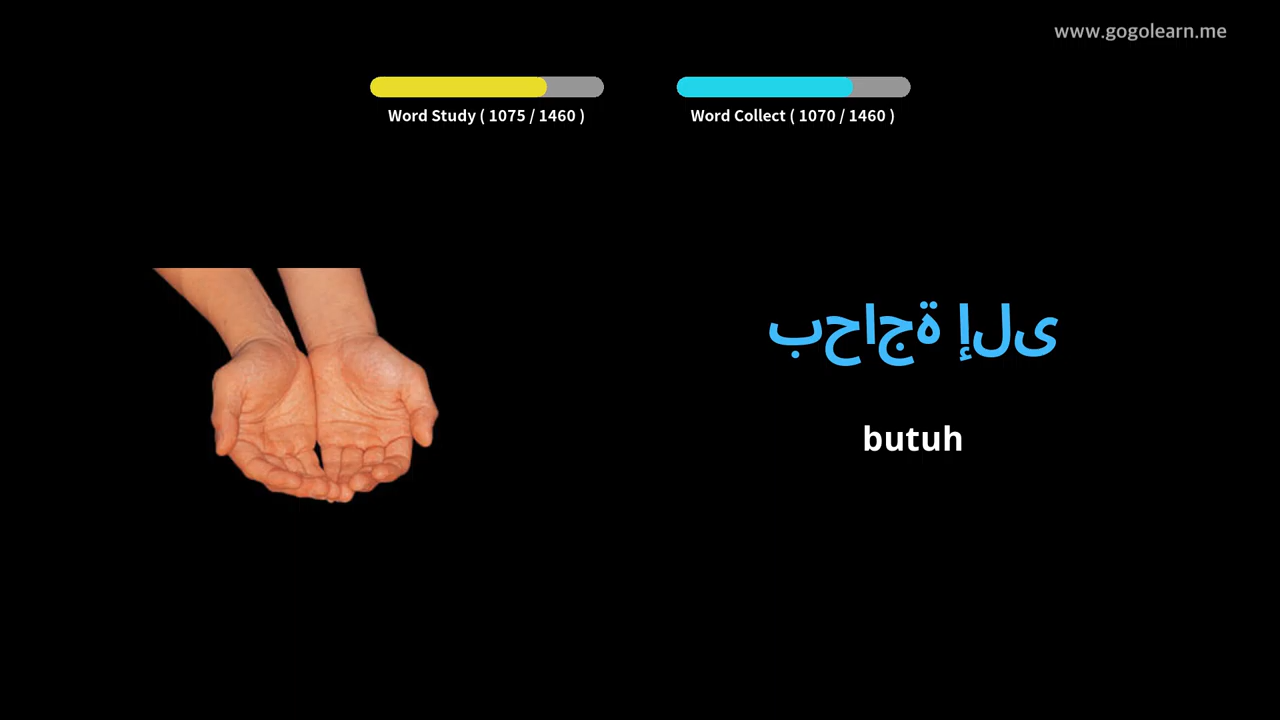 www.gogolearn.me
Word Study ( 1075 / 1460 )
Word Collect ( 1070 / 1460 )
بحاجة إلى
butuh